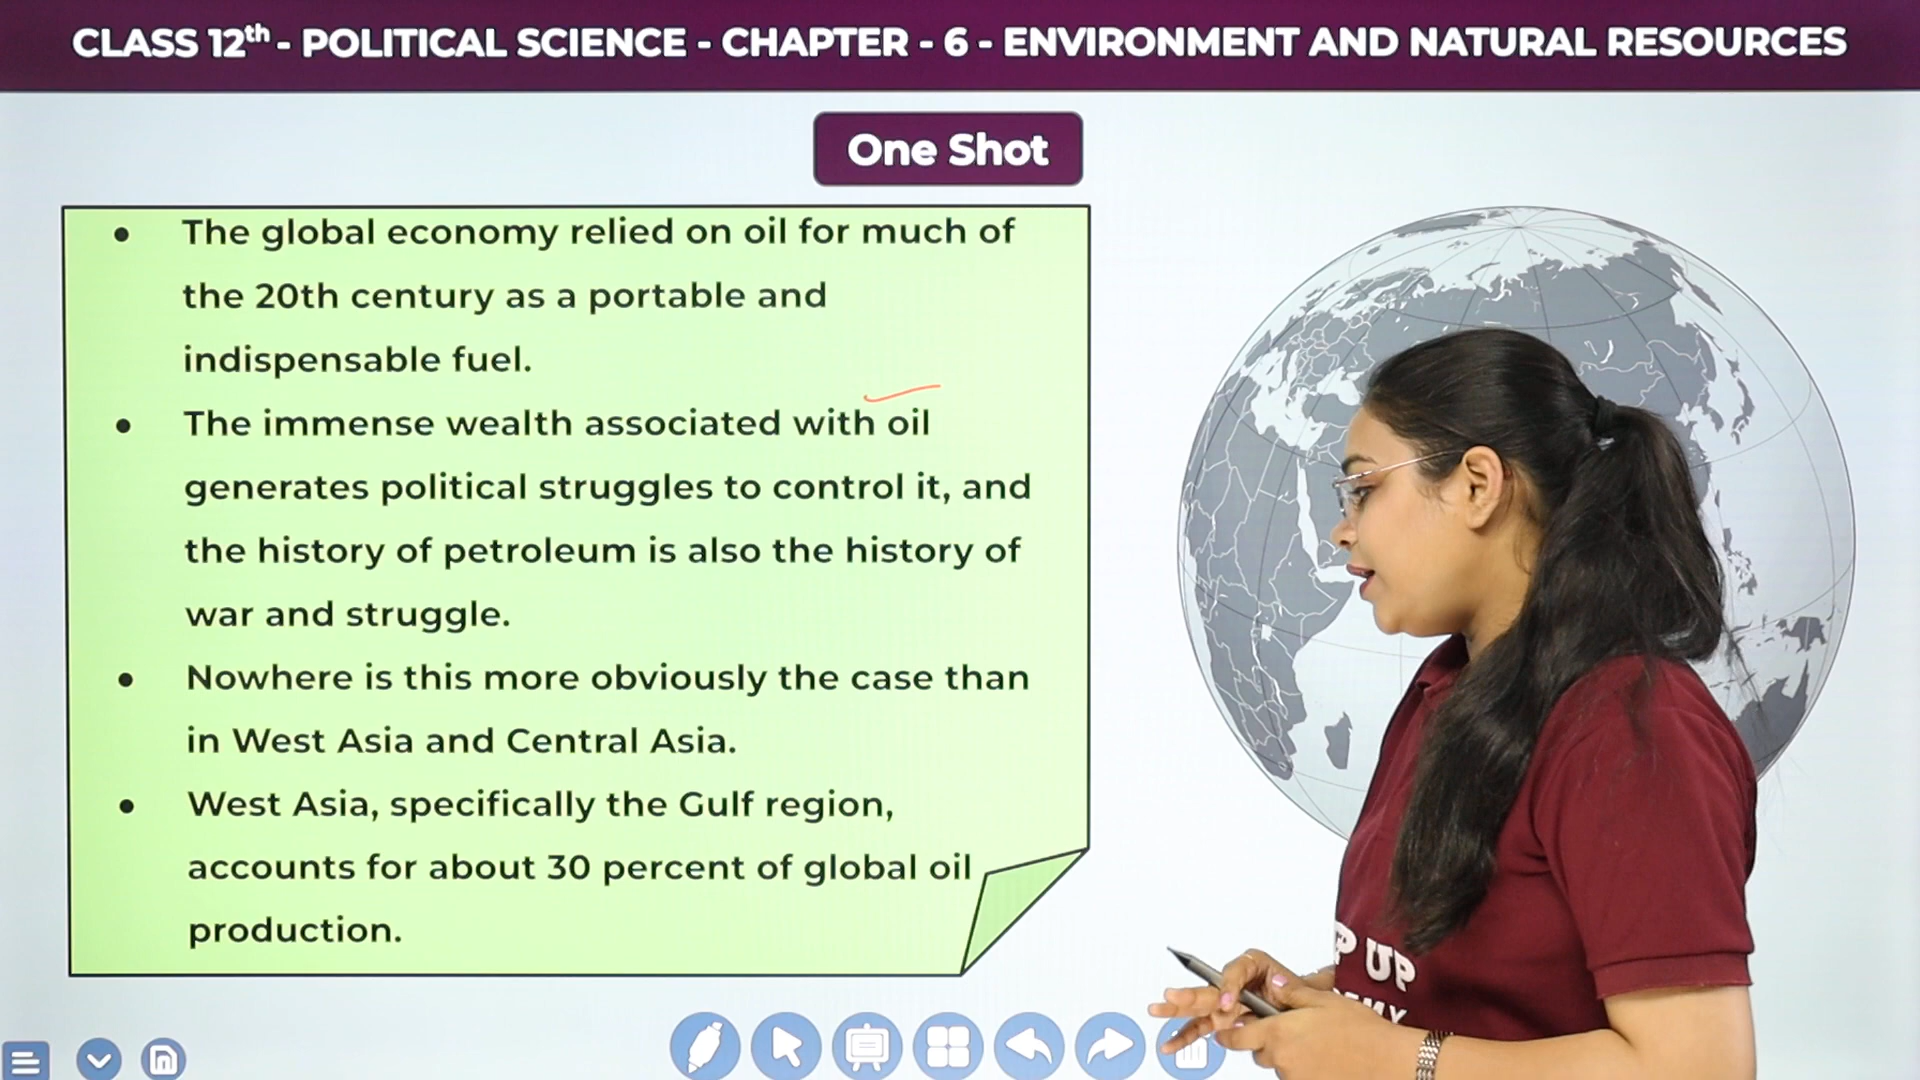 CLASS 12th - POLITICAL SCIENCE - CHAPTER - 6 - ENVIRONMENT AND NATURAL RESOURCES
One Shot
• The global economy relied on oil for much of
the 20th century as a portable and
indispensable fuel.
• The immense wealth associated with oil
generates political struggles to control it, and
the history of petroleum is also the history of
war and struggle.
• Nowhere is this more obviously the case than
in West Asia and Central Asia.
• West Asia, specifically the Gulf region,
accounts for about 30 percent of global oil
production.
P UP